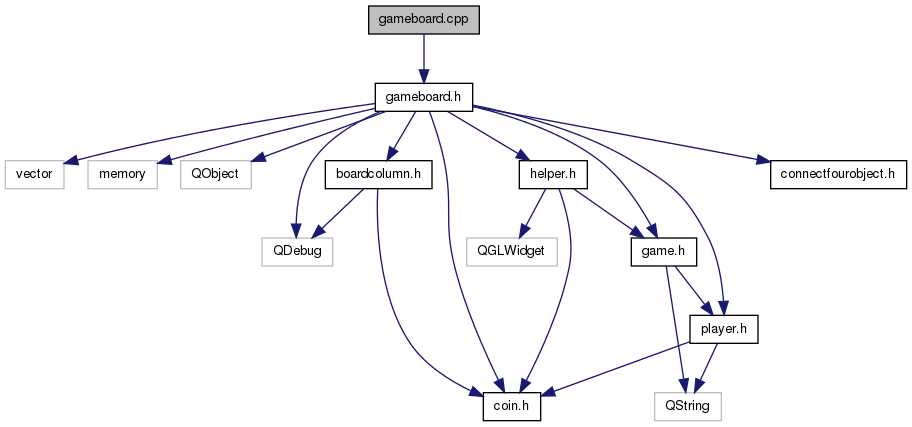 gameboard.cpp
gameboard.h
vector
memory
QObject
boardcolumn.h
helper.h
connectfourobject.h
QDebug
QGLWidget
game.h
player.h
coin.h
QString